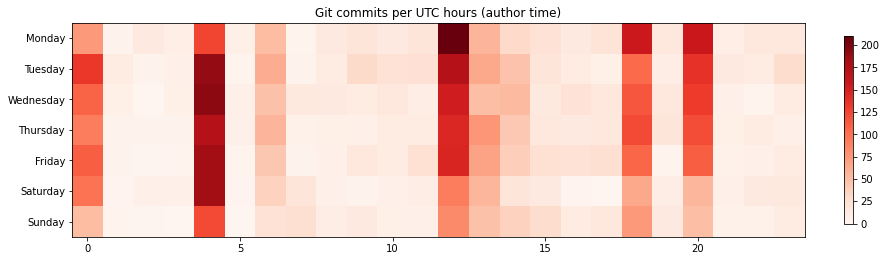 Git commits per UTC hours (author time)
Monday
Tuesday
Wednesday
Thursday
Friday
Saturday
Sunday
0 5 10 15 20
200
175
150
125
100
75
50
25
0